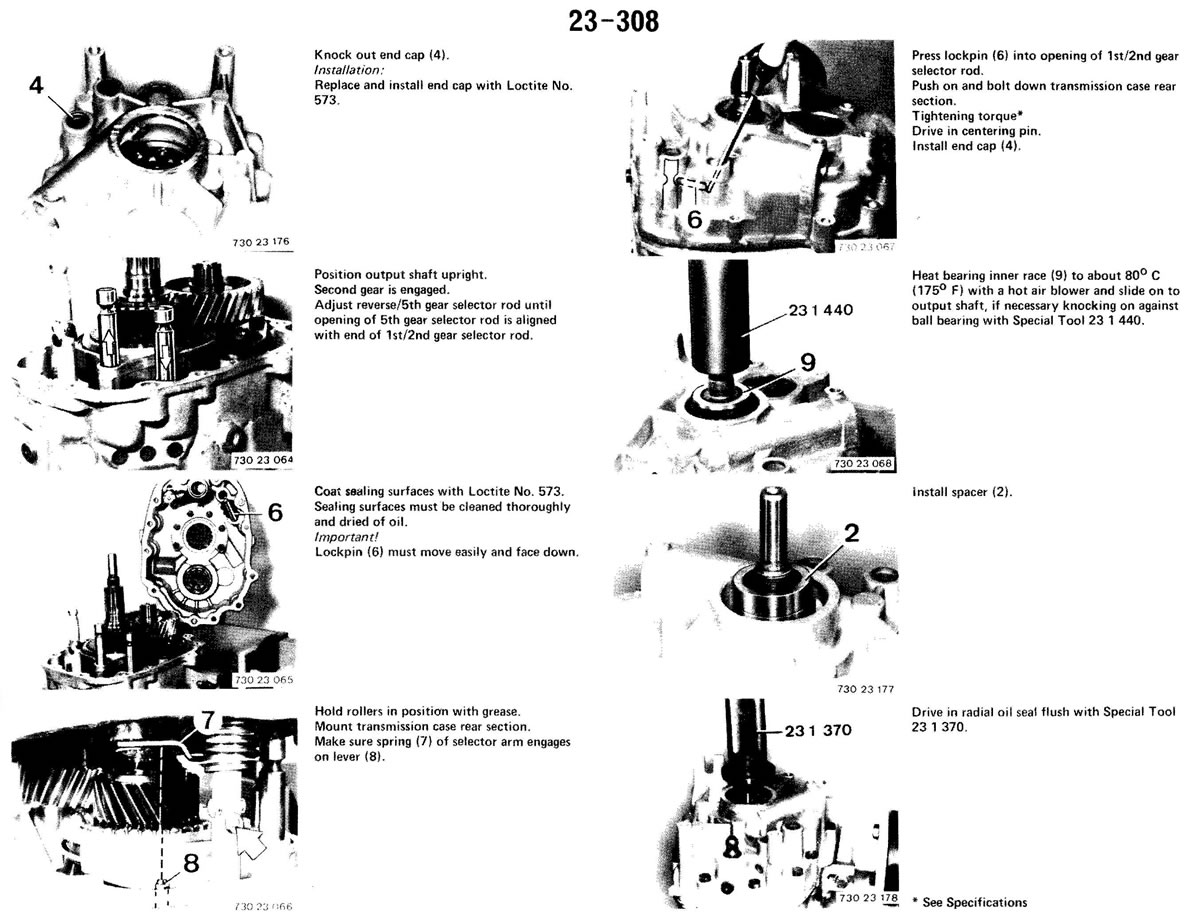 23-308
4
730 23 176
Knock out end cap (4).
Installation:
Replace and install end cap with Loctite No.
573.
730 23 064
Position output shaft upright.
Second gear is engaged.
Adjust reverse/5th gear selector rod until
opening of 5th gear selector rod is aligned
with end of 1st/2nd gear selector rod.
6
730 23 065
Coat sealing surfaces with Loctite No. 573.
Sealing surfaces must be cleaned thoroughly
and dried of oil.
Important!
Lockpin (6) must move easily and face down.
7
8
730 23 066
Hold rollers in position with grease.
Mount transmission case rear section.
Make sure spring (7) of selector arm engages
on lever (8).
6
730 23 067
Press lockpin (6) into opening of 1st/2nd gear
selector rod.
Push on and bolt down transmission case rear
section.
Tightening torque*
Drive in centering pin.
Install end cap (4).
23 1 440
9
730 23 068
Heat bearing inner race (9) to about 80° C
(175° F) with a hot air blower and slide on to
output shaft, if necessary knocking on against
ball bearing with Special Tool 23 1 440.
2
730 23 177
Install spacer (2).
23 1 370
730 23 178
Drive in radial oil seal flush with Special Tool
23 1 370.
* See Specifications